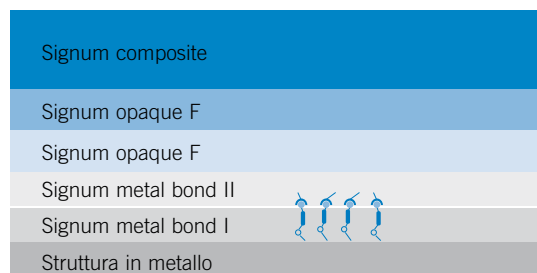 Signum composite
Signum opaque F
Signum opaque F
Signum metal bond II
Signum metal bond I
Struttura in metallo